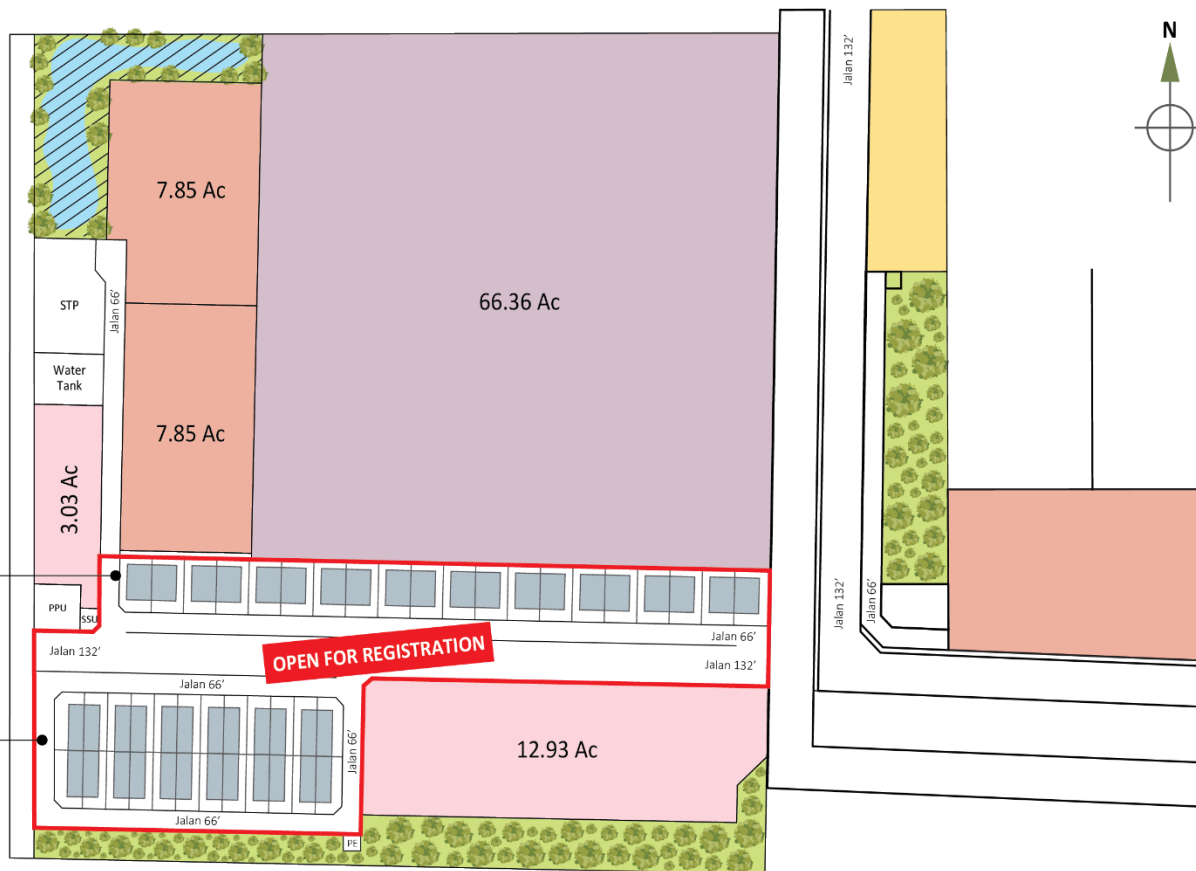 N
Jalan 132'
7.85 Ac
66.36 Ac
STP
Jalan 66'
Water
Tank
7.85 Ac
3.03 Ac
PPU
SSU
Jalan 132'
Jalan 66'
Jalan 66'
OPEN FOR REGISTRATION
Jalan 132'
Jalan 132'
Jalan 66'
Jalan 66'
12.93 Ac
Jalan 66'
PE